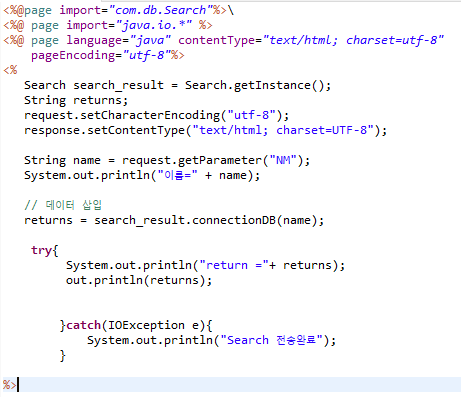 <%@page import="com.db.Search"%>\
<%@ page import="java.io.*" %>
<%@ page language="java" contentType="text/html; charset=utf-8"
    pageEncoding="utf-8"%>
<%
   Search search_result = Search.getInstance();
   String returns;
   request.setCharacterEncoding("utf-8");
   response.setContentType("text/html; charset=UTF-8");

   String name = request.getParameter("NM");
   System.out.println("이름=" + name);

   // 데이터 삽입
   returns = search_result.connectionDB(name);

    try{
         System.out.println("return ="+ returns);
         out.println(returns);


        }catch(IOException e){
            System.out.println("Search 전송완료");
        }

%>